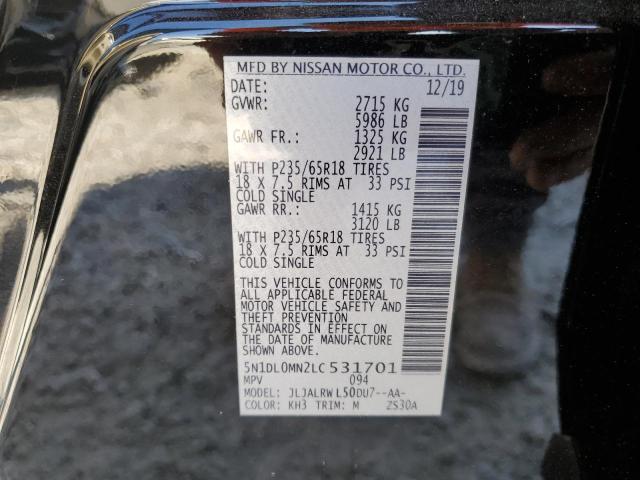 MFD BY NISSAN MOTOR CO., LTD.
DATE: 12/19
GVWR: 2715 KG
5986 LB
GAWR FR.: 1325 KG
2921 LB
WITH P235/65R18 TIRES
18 X 7.5 RIMS AT 33 PSI
COLD SINGLE
GAWR RR.: 1415 KG
3120 LB
WITH P235/65R18 TIRES
18 X 7.5 RIMS AT 33 PSI
COLD SINGLE
THIS VEHICLE CONFORMS TO
ALL APPLICABLE FEDERAL
MOTOR VEHICLE SAFETY AND
THEFT PREVENTION
STANDARDS IN EFFECT ON
THE DATE OF MANUFACTURE
SHOWN ABOVE.
5N1DL0MN2LC531701
MPV 094
MODEL: JLJALRWL50DU7--AA-
COLOR: KH3 TRIM: M ZS30A